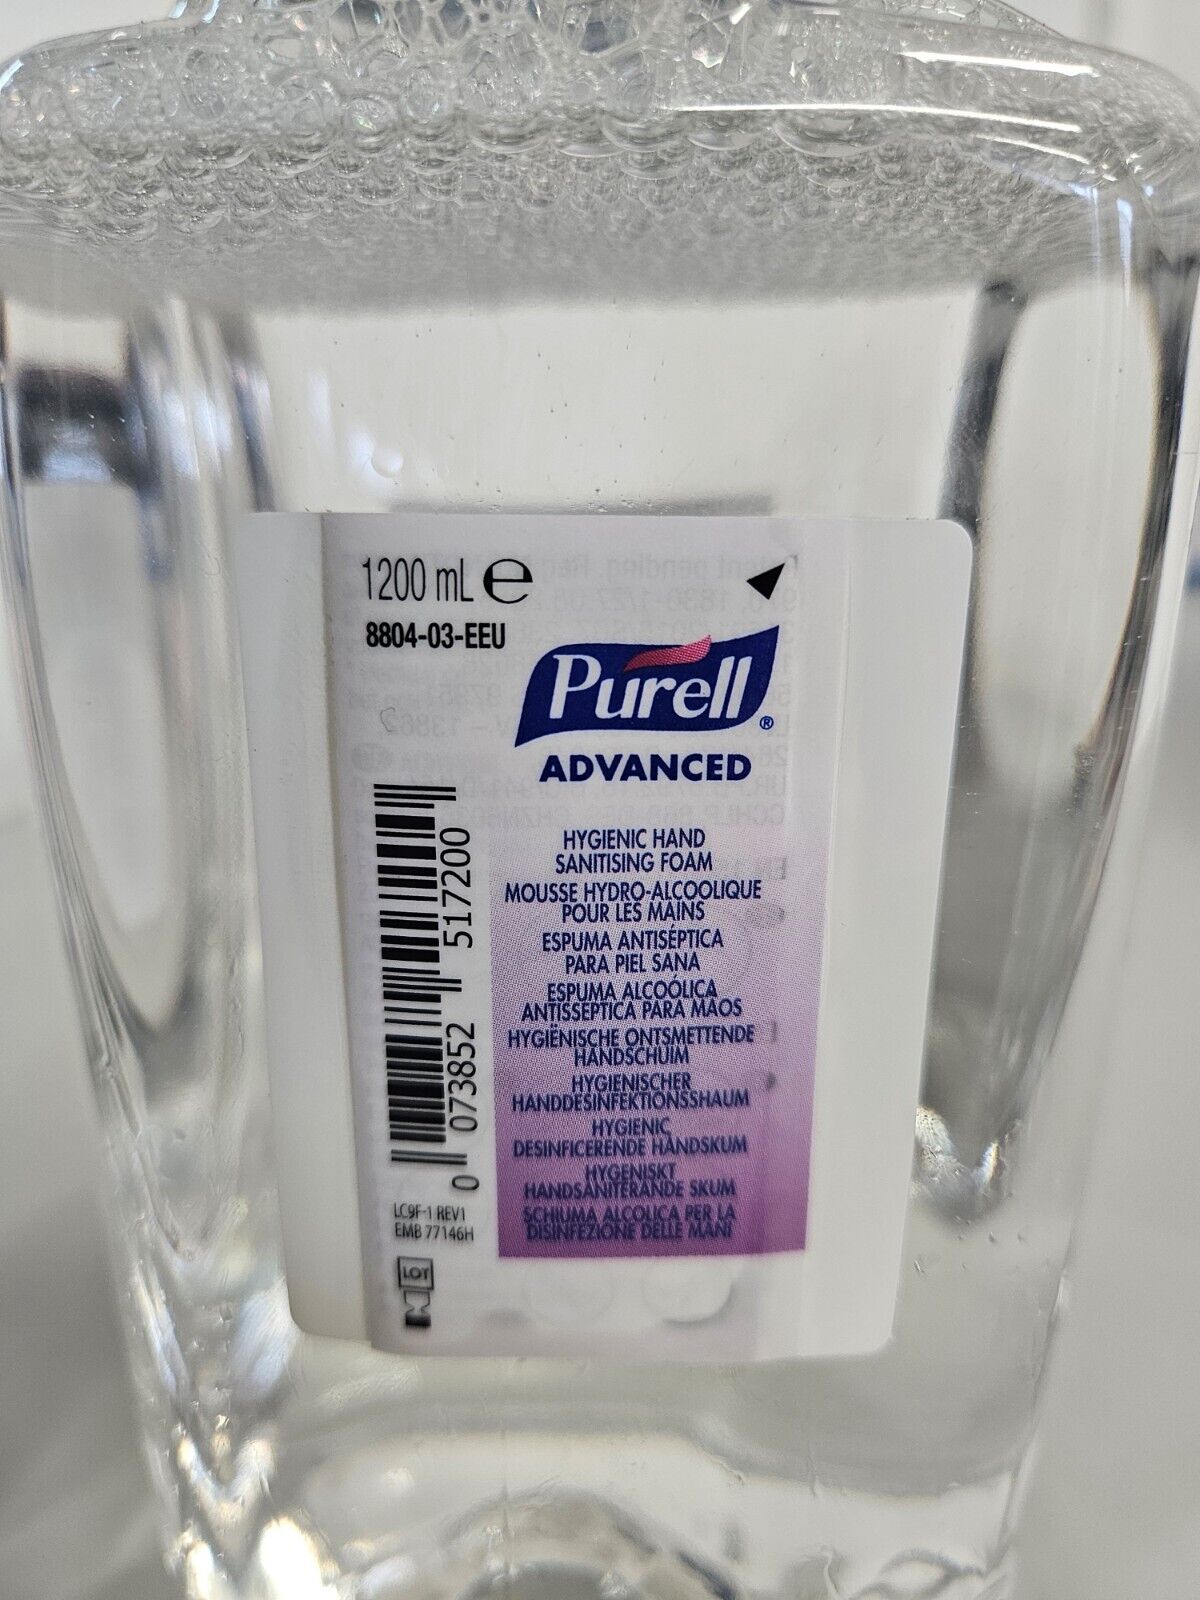 1200 mL ℮
8804-03-EEU
Purell®
ADVANCED
HYGIENIC HAND
SANITISING FOAM
MOUSSE HYDRO-ALCOOLIQUE
POUR LES MAINS
ESPUMA ANTISÉPTICA
PARA PIEL SANA
ESPUMA ALCOÓLICA
ANTISSÉPTICA PARA MÃOS
HYGIËNISCHE ONTSMETTENDE
HANDSCHUIM
HYGIENISCHER
HANDDESINFEKTIONSSHAUM
HYGIENIC
DESINFICERENDE HÅNDSKUM
HYGENISKT
HANDSANITERANDE SKUM
SCHIUMA ALCOLICA PER LA
DISINFEZIONE DELLE MANI
0 073852 517200
LC9F-1 REV1
EMB 77146H
LOT